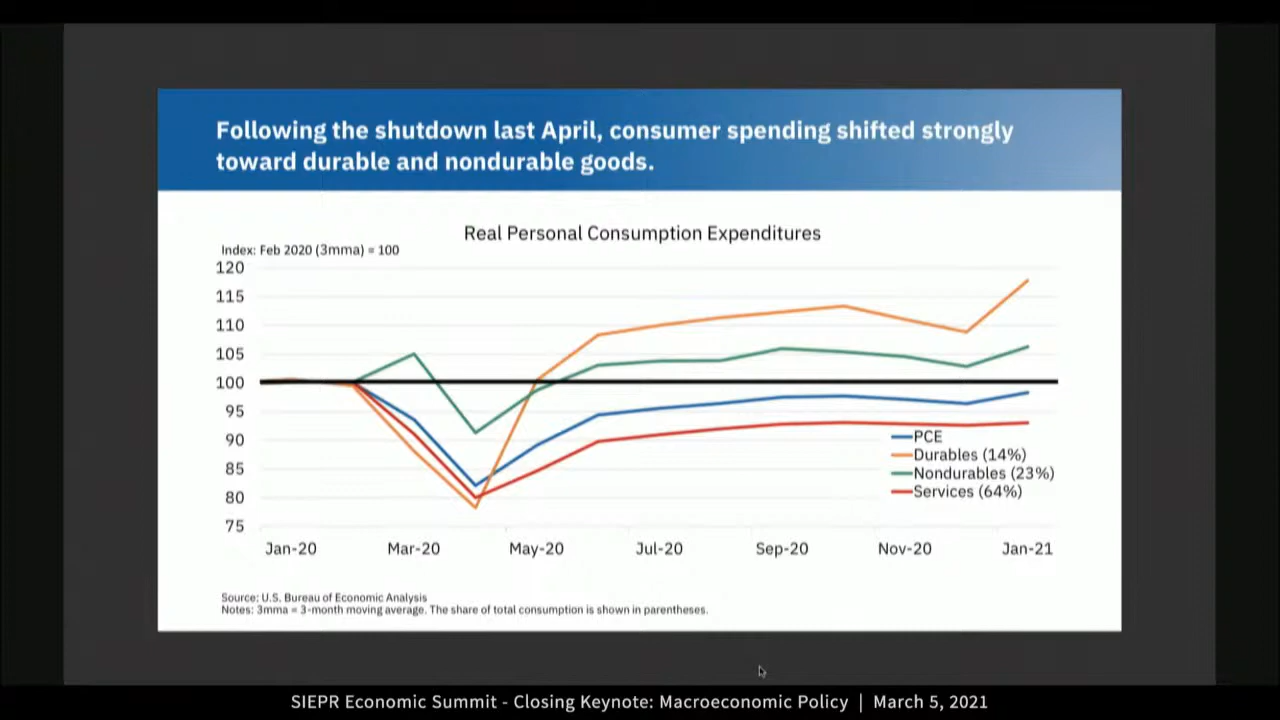 Following the shutdown last April, consumer spending shifted strongly
toward durable and nondurable goods.
Real Personal Consumption Expenditures
Index: Feb 2020 (3mma) = 100
120
115
110
105
100
95
90
85
80
75
PCE
Durables (14%)
Nondurables (23%)
Services (64%)
Jan-20 Mar-20 May-20 Jul-20 Sep-20 Nov-20 Jan-21
Source: U.S. Bureau of Economic Analysis
Notes: 3mma = 3-month moving average. The share of total consumption is shown in parentheses.
SIEPR Economic Summit - Closing Keynote: Macroeconomic Policy | March 5, 2021